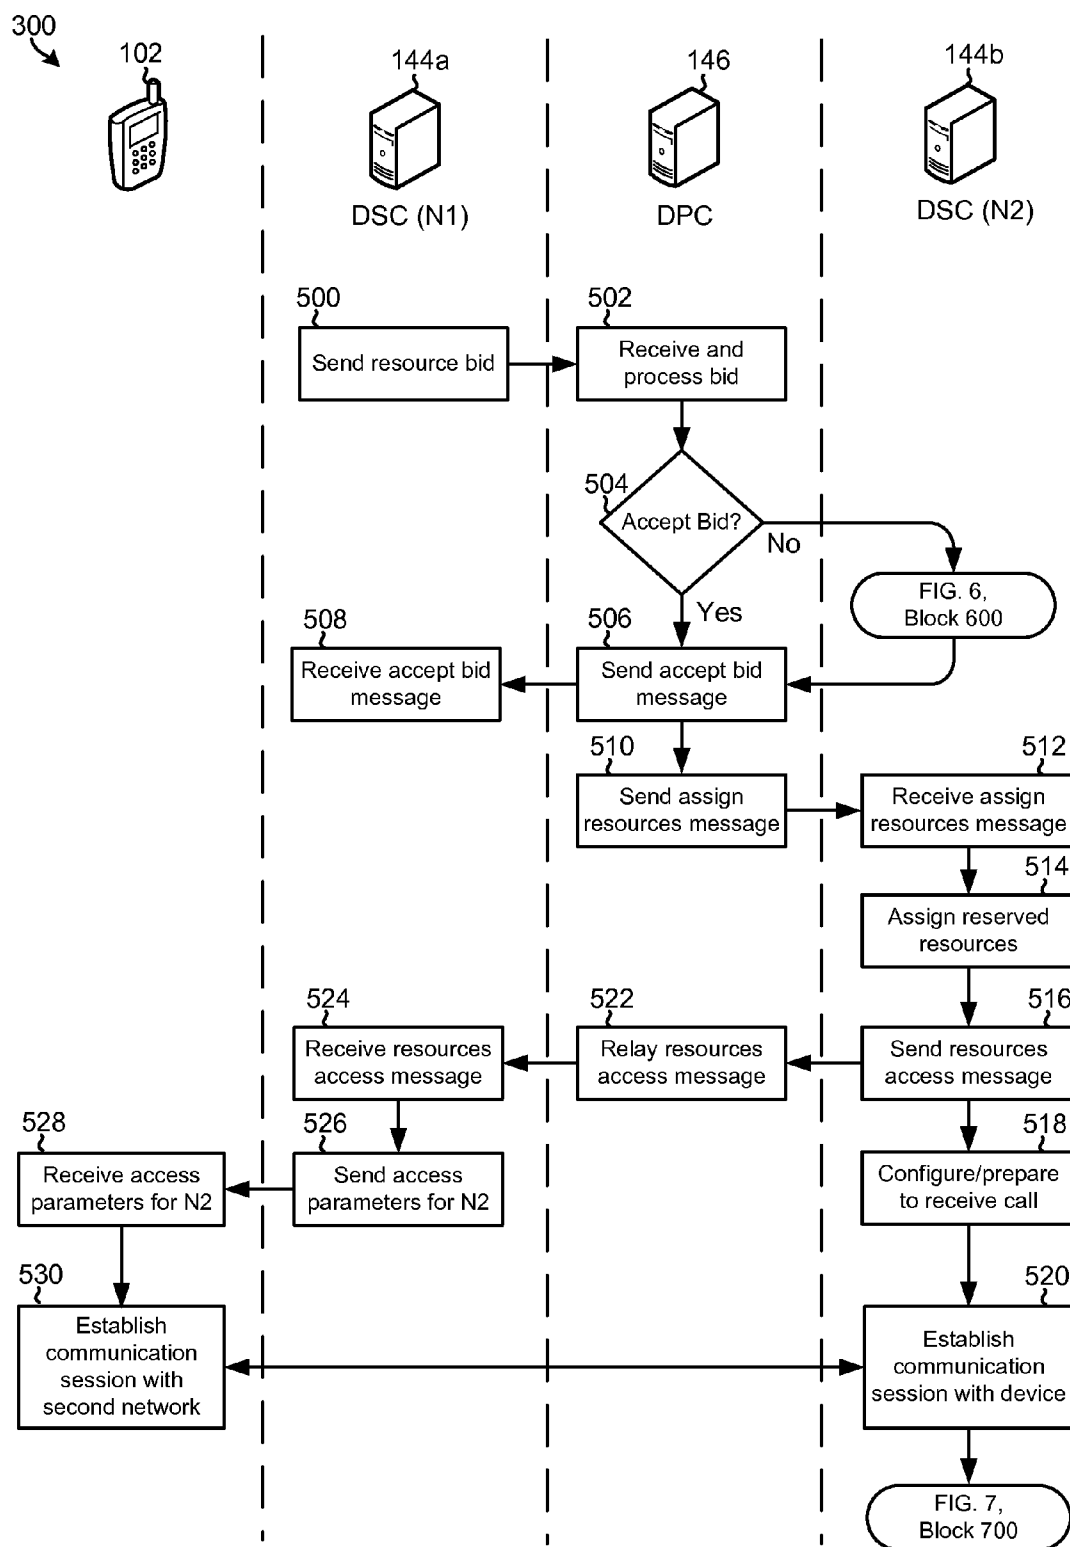 300
102
144a
146
144b
DSC (N1)
DPC
DSC (N2)
500
Send resource bid
502
Receive and
process bid
504
Accept Bid?
No
Yes
FIG. 6,
Block 600
508
Receive accept bid
message
506
Send accept bid
message
510
Send assign
resources message
512
Receive assign
resources message
514
Assign reserved
resources
516
Send resources
access message
522
Relay resources
access message
524
Receive resources
access message
518
Configure/prepare
to receive call
526
Send access
parameters for N2
528
Receive access
parameters for N2
530
Establish
communication
session with
second network
520
Establish
communication
session with device
FIG. 7,
Block 700